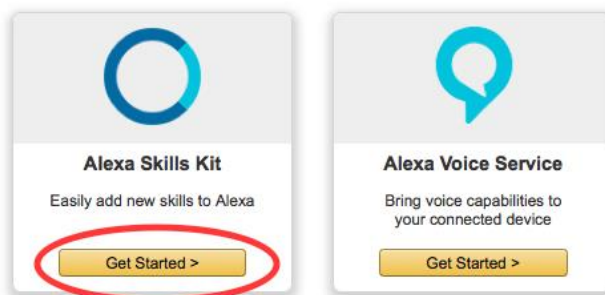 Alexa Skills Kit
Easily add new skills to Alexa
Get Started >
Alexa Voice Service
Bring voice capabilities to
your connected device
Get Started >